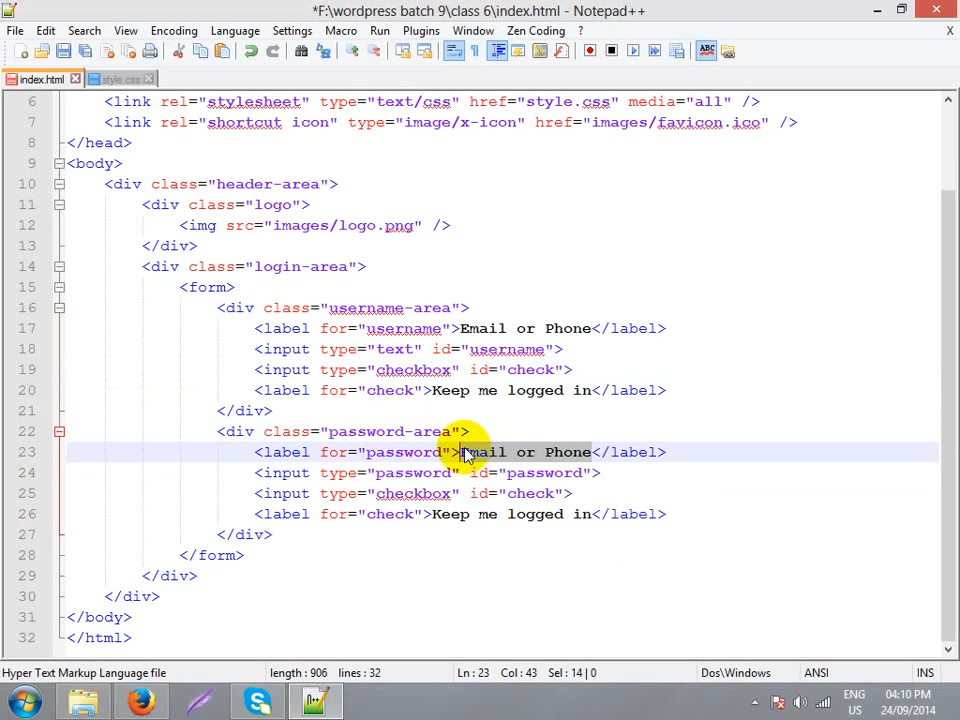 *F:\wordpress batch 9\class 6\index.html - Notepad++
File Edit Search View Encoding Language Settings Macro Run Plugins Window Zen Coding ? X
index.html style.css
6 <link rel="stylesheet" type="text/css" href="style.css" media="all" />
7 <link rel="shortcut icon" type="image/x-icon" href="images/favicon.ico" />
8 </head>
9 <body>
10 <div class="header-area">
11 <div class="logo">
12 <img src="images/logo.png" />
13 </div>
14 <div class="login-area">
15 <form>
16 <div class="username-area">
17 <label for="username">Email or Phone</label>
18 <input type="text" id="username">
19 <input type="checkbox" id="check">
20 <label for="check">Keep me logged in</label>
21 </div>
22 <div class="password-area">
23 <label for="password">Email or Phone</label>
24 <input type="password" id="password">
25 <input type="checkbox" id="check">
26 <label for="check">Keep me logged in</label>
27 </div>
28 </form>
29 </div>
30 </div>
31 </body>
32 </html>
Hyper Text Markup Language file length : 906 lines : 32 Ln : 23 Col : 43 Sel : 14 | 0 Dos\Windows ANSI INS
ENG 04:10 PM
US 24/09/2014